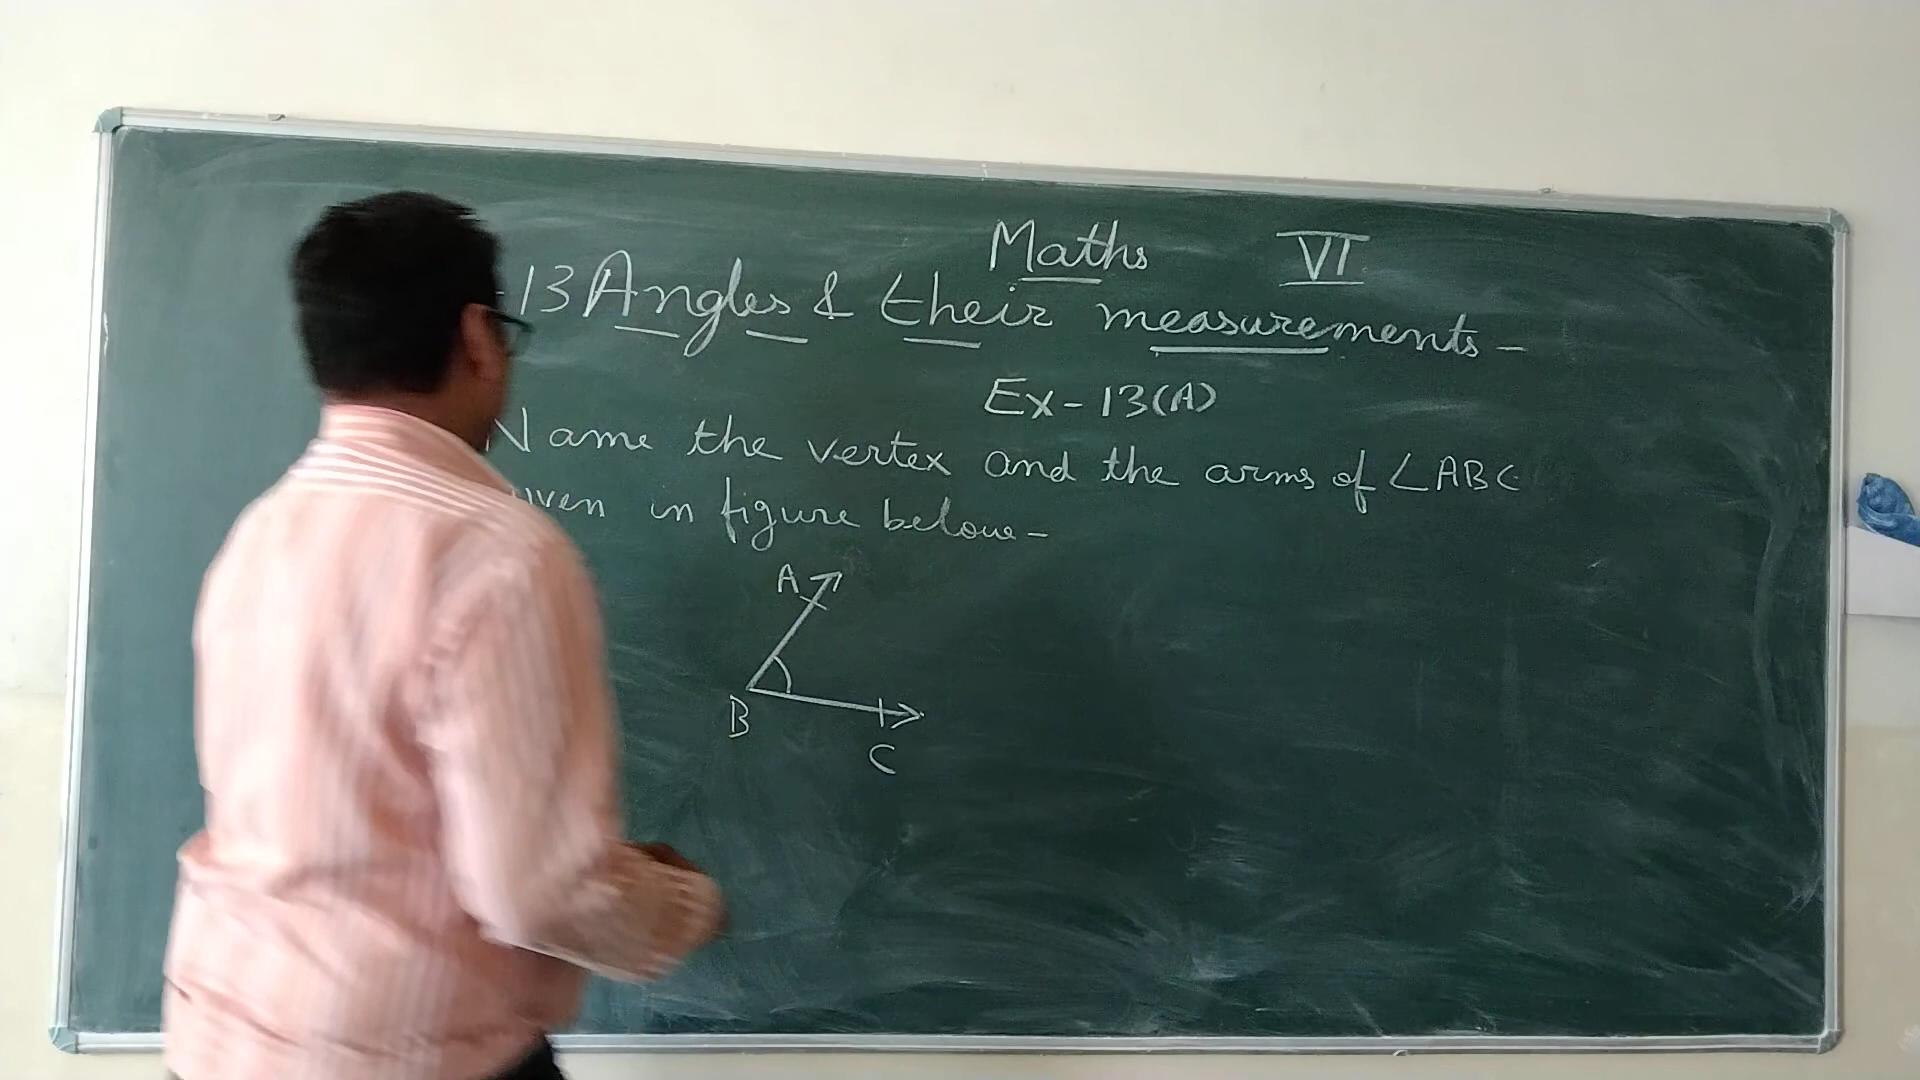 Maths VI
-13 Angles & their measurements -
Ex-13(A)
Name the vertex and the arms of ∠ABC
in figure below-
A
B
C